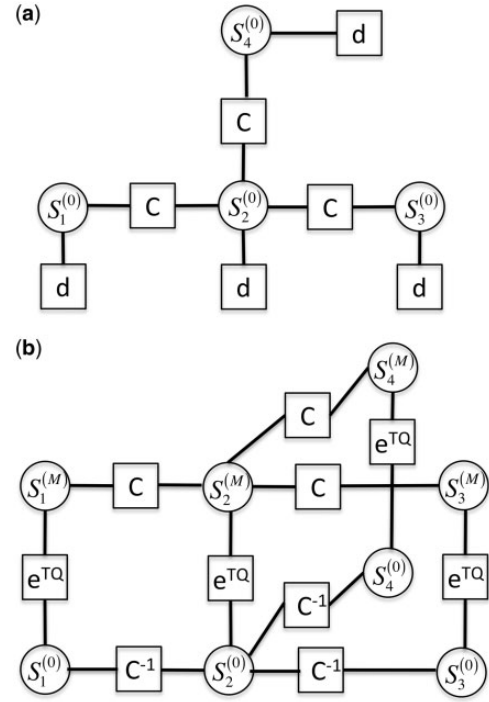 (a)
S₄⁽⁰⁾ d
C
S₁⁽⁰⁾ C S₂⁽⁰⁾ C S₃⁽⁰⁾
d d d
(b)
S₄⁽ᴹ⁾
C
eᵀQ
S₁⁽ᴹ⁾ C S₂⁽ᴹ⁾ C S₃⁽ᴹ⁾
eᵀQ eᵀQ eᵀQ
S₄⁽⁰⁾
C⁻¹
S₁⁽⁰⁾ C⁻¹ S₂⁽⁰⁾ C⁻¹ S₃⁽⁰⁾